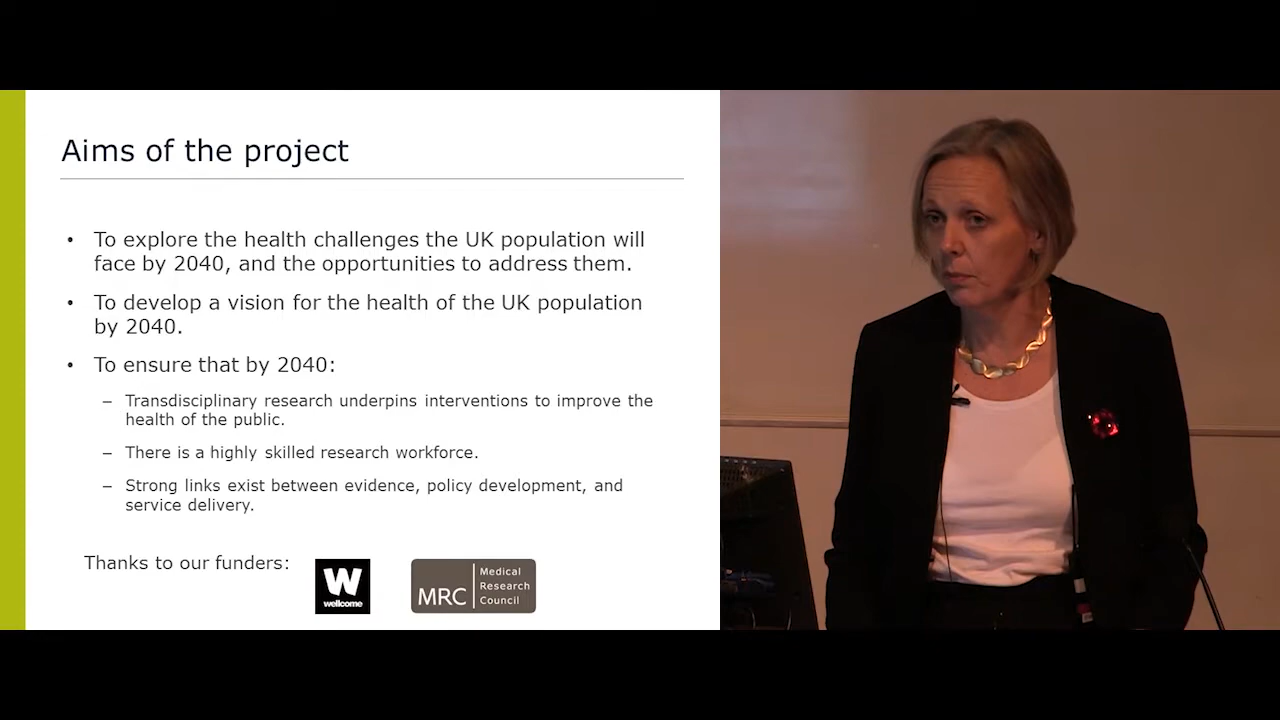 Aims of the project
• To explore the health challenges the UK population will
face by 2040, and the opportunities to address them.
• To develop a vision for the health of the UK population
by 2040.
• To ensure that by 2040:
– Transdisciplinary research underpins interventions to improve the
health of the public.
– There is a highly skilled research workforce.
– Strong links exist between evidence, policy development, and
service delivery.
Thanks to our funders:
W
wellcome
MRC
Medical
Research
Council